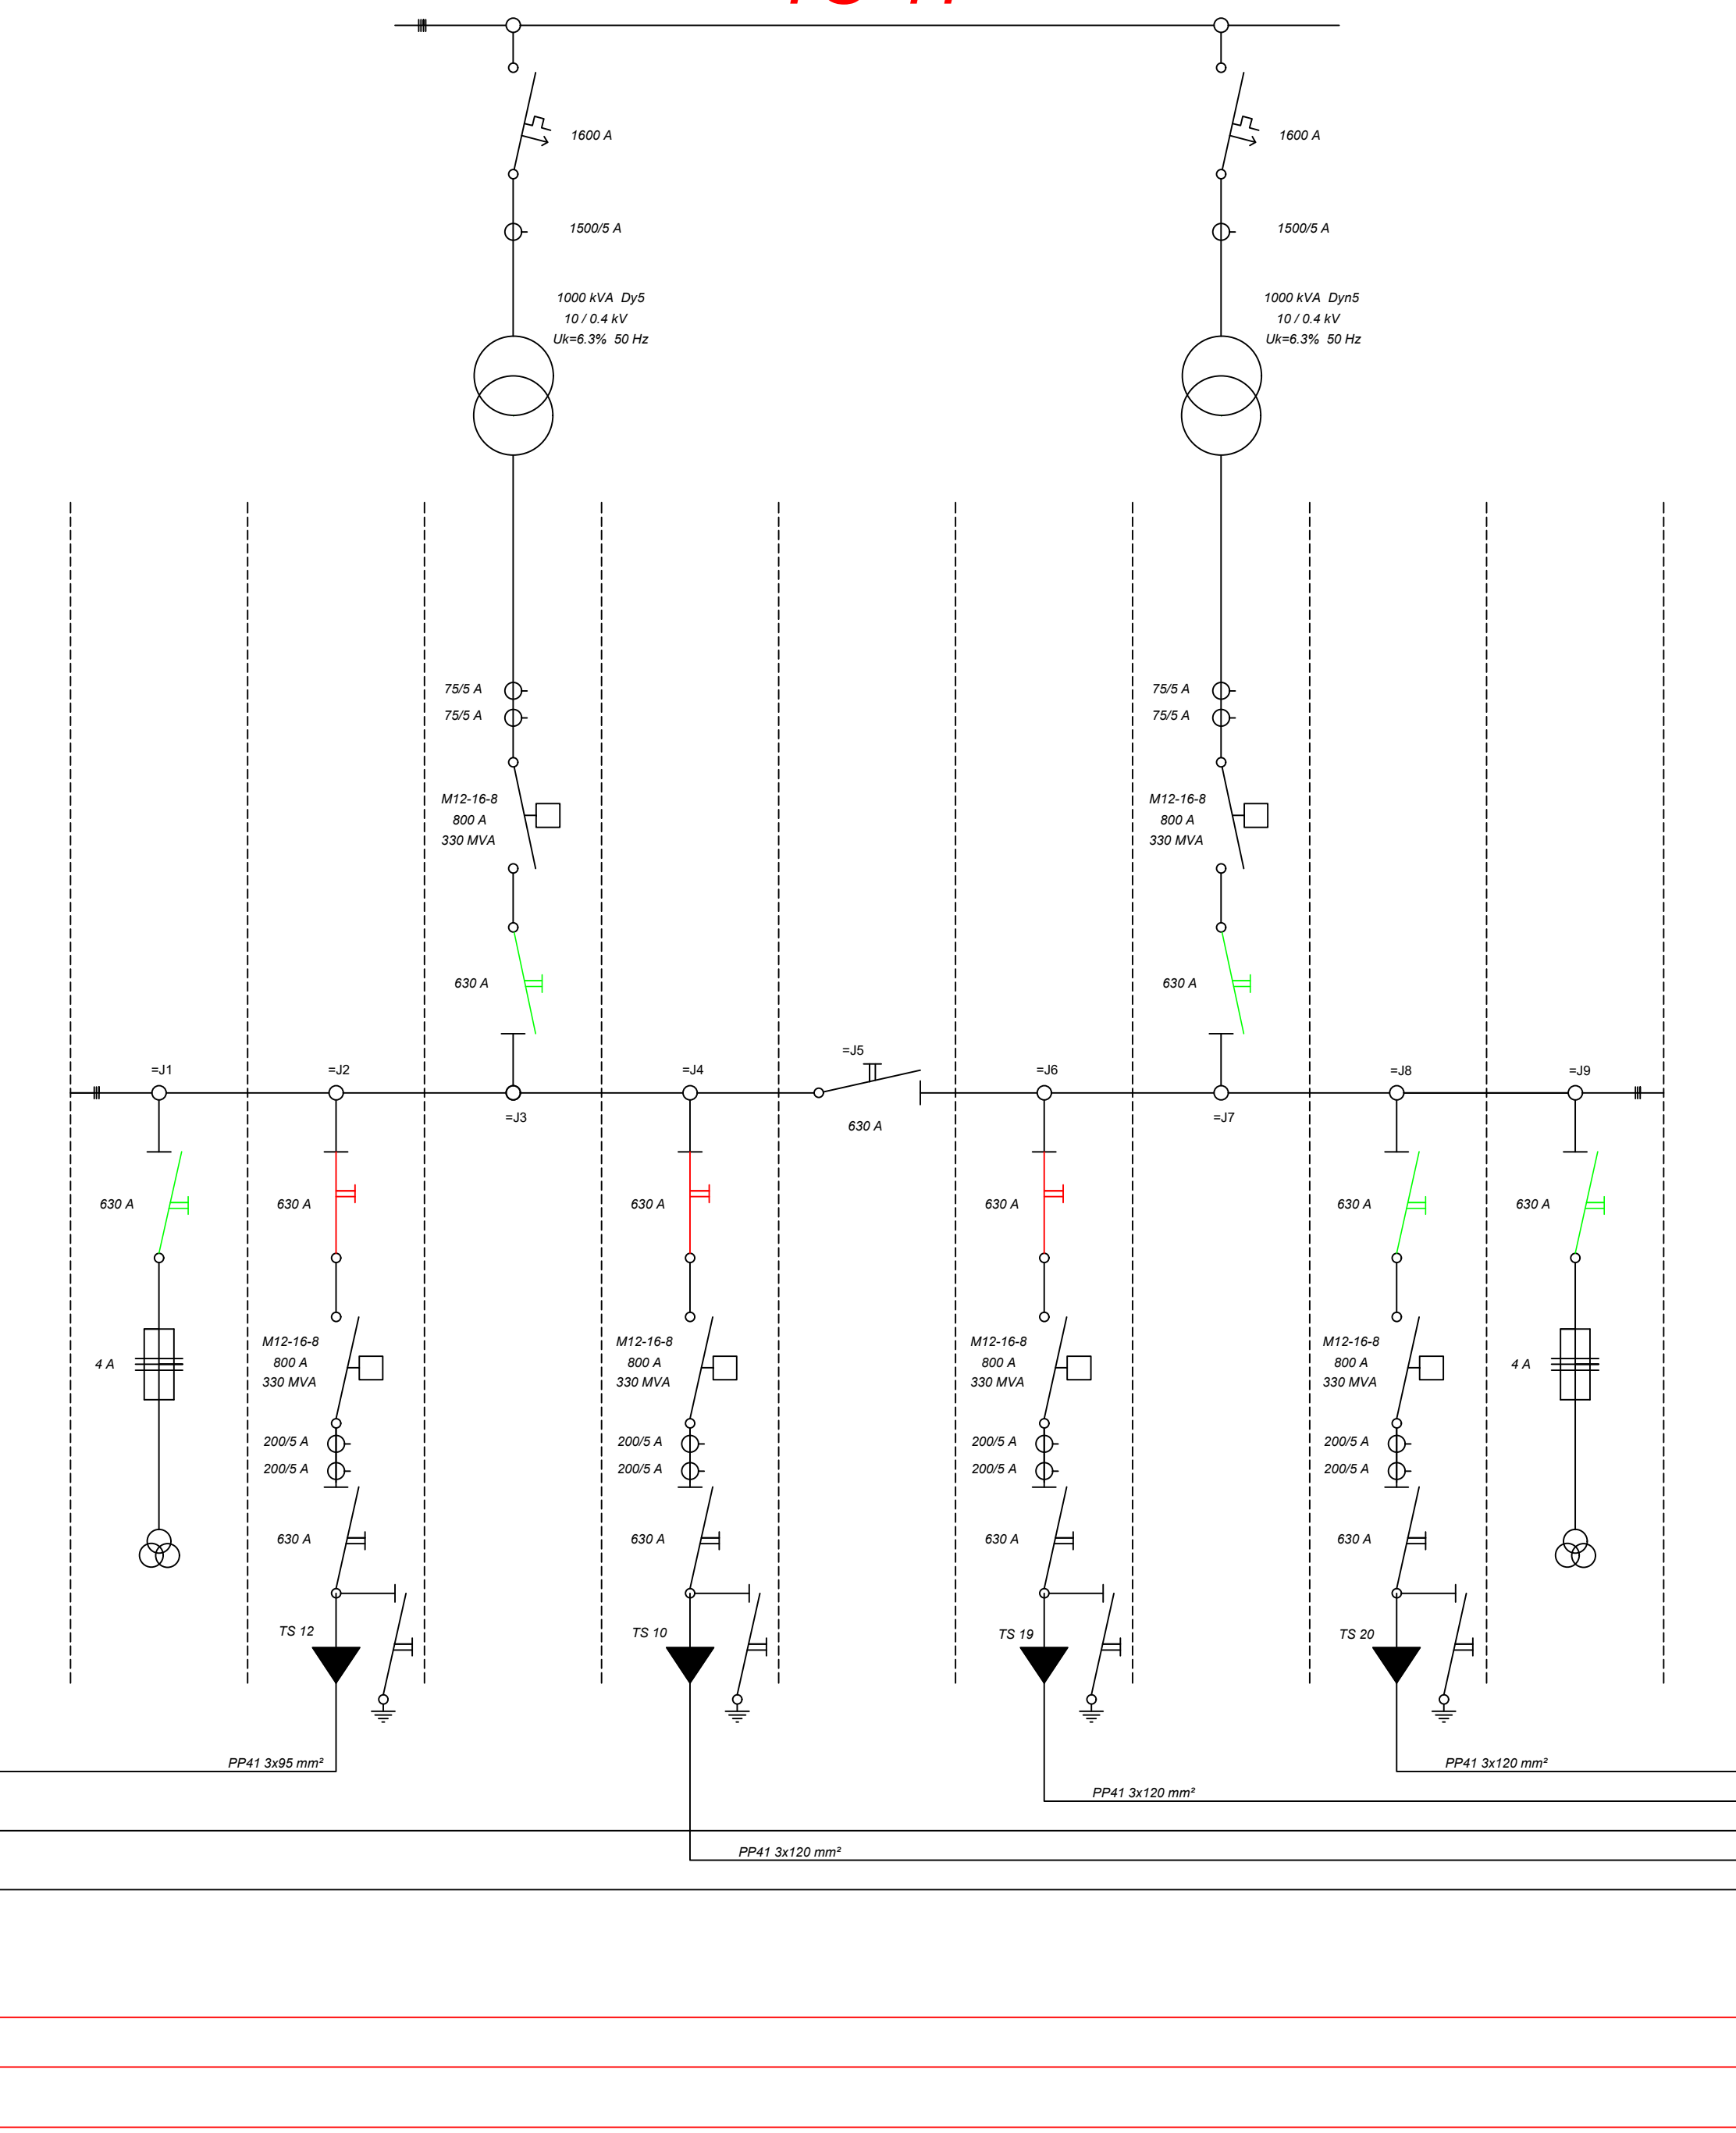 1600 A
1600 A
1500/5 A
1500/5 A
1000 kVA Dy5
10 / 0.4 kV
Uk=6.3% 50 Hz
1000 kVA Dyn5
10 / 0.4 kV
Uk=6.3% 50 Hz
75/5 A
75/5 A
75/5 A
75/5 A
M12-16-8
800 A
330 MVA
M12-16-8
800 A
330 MVA
630 A
630 A
=J1
=J2
=J3
=J4
=J5
630 A
=J6
=J7
=J8
=J9
630 A
630 A
630 A
630 A
630 A
630 A
4 A
M12-16-8
800 A
330 MVA
M12-16-8
800 A
330 MVA
M12-16-8
800 A
330 MVA
M12-16-8
800 A
330 MVA
4 A
200/5 A
200/5 A
200/5 A
200/5 A
200/5 A
200/5 A
200/5 A
200/5 A
630 A
630 A
630 A
630 A
TS 12
TS 10
TS 19
TS 20
PP41 3x95 mm²
PP41 3x120 mm²
PP41 3x120 mm²
PP41 3x120 mm²